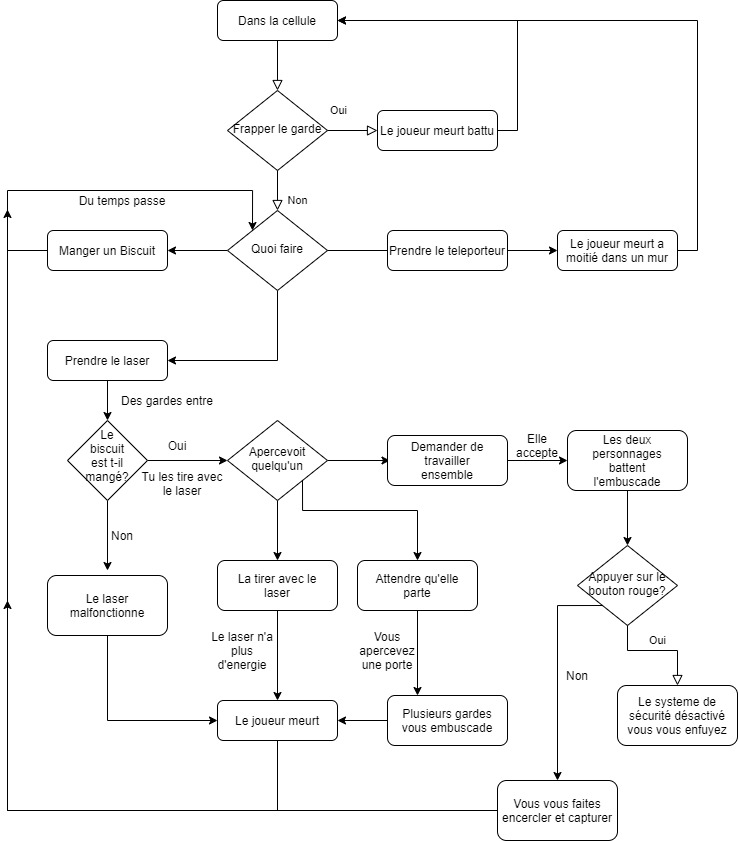 Dans la cellule
Oui
Frapper le garde
Le joueur meurt battu
Non
Du temps passe
Manger un Biscuit
Quoi faire
Prendre le teleporteur
Le joueur meurt a
moitié dans un mur
Prendre le laser
Des gardes entre
Le
biscuit
est t-il
mangé?
Oui
Tu les tire avec
le laser
Apercevoit
quelqu'un
Demander de
travailler
ensemble
Elle
accepte
Les deux
personnages
battent
l'embuscade
Non
Le laser
malfonctionne
La tirer avec le
laser
Attendre qu'elle
parte
Appuyer sur le
bouton rouge?
Oui
Non
Le laser n'a
plus
d'energie
Vous
apercevez
une porte
Le joueur meurt
Plusieurs gardes
vous embuscade
Le systeme de
sécurité désactivé
vous vous enfuyez
Vous vous faites
encercler et capturer